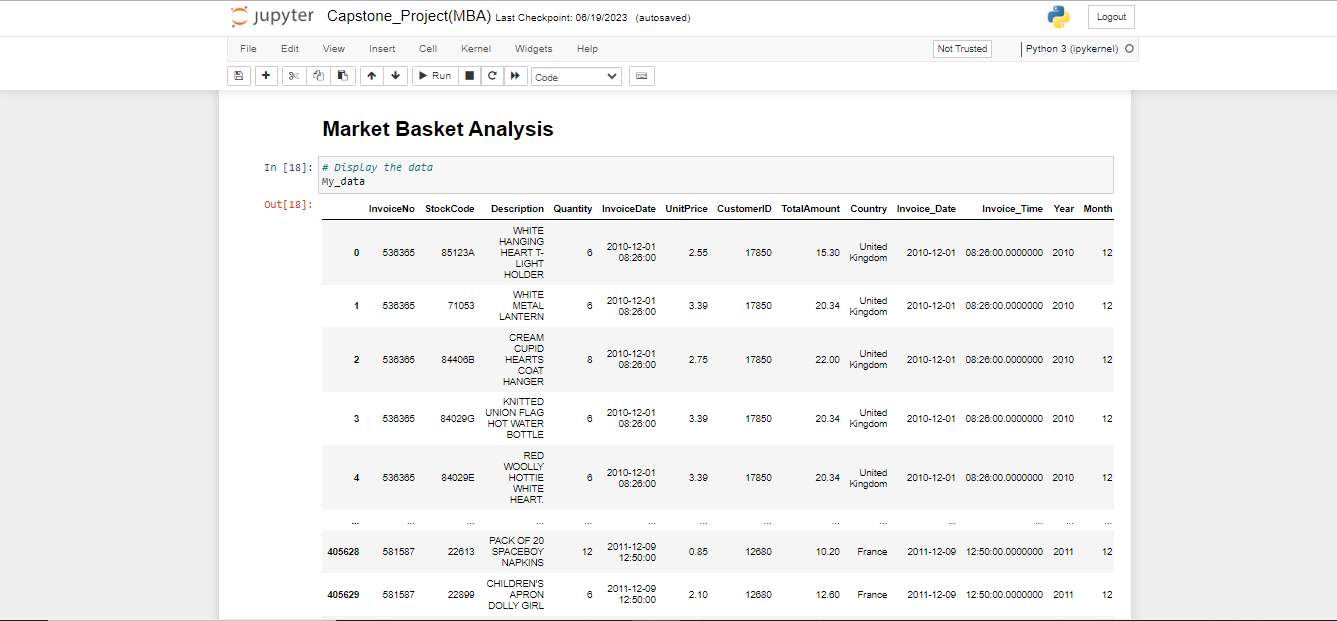 jupyter Capstone_Project(MBA) Last Checkpoint: 06/19/2023 (autosaved)
Logout
File Edit View Insert Cell Kernel Widgets Help
Not Trusted
Python 3 (ipykernel)
Run
Code
Market Basket Analysis
In [18]: # Display the data
My_data
Out[18]:
InvoiceNo StockCode Description Quantity InvoiceDate UnitPrice CustomerID TotalAmount Country Invoice_Date Invoice_Time Year Month
0 536365 85123A WHITE HANGING HEART T-LIGHT HOLDER 6 2010-12-01 08:26:00 2.55 17850 15.30 United Kingdom 2010-12-01 08:26:00.0000000 2010 12
1 536365 71053 WHITE METAL LANTERN 6 2010-12-01 08:26:00 3.39 17850 20.34 United Kingdom 2010-12-01 08:26:00.0000000 2010 12
2 536365 84406B CREAM CUPID HEARTS COAT HANGER 8 2010-12-01 08:26:00 2.75 17850 22.00 United Kingdom 2010-12-01 08:26:00.0000000 2010 12
3 536365 84029G KNITTED UNION FLAG HOT WATER BOTTLE 6 2010-12-01 08:26:00 3.39 17850 20.34 United Kingdom 2010-12-01 08:26:00.0000000 2010 12
4 536365 84029E RED WOOLLY HOTTIE WHITE HEART. 6 2010-12-01 08:26:00 3.39 17850 20.34 United Kingdom 2010-12-01 08:26:00.0000000 2010 12
... ... ... ... ... ... ... ... ... ... ... ... ... ...
405628 581587 22613 PACK OF 20 SPACEBOY NAPKINS 12 2011-12-09 12:50:00 0.85 12680 10.20 France 2011-12-09 12:50:00.0000000 2011 12
405629 581587 22899 CHILDREN'S APRON DOLLY GIRL 6 2011-12-09 12:50:00 2.10 12680 12.60 France 2011-12-09 12:50:00.0000000 2011 12